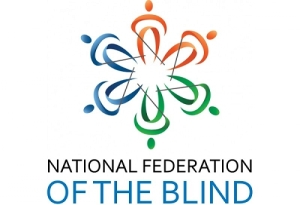 NATIONAL FEDERATION
OF THE BLIND